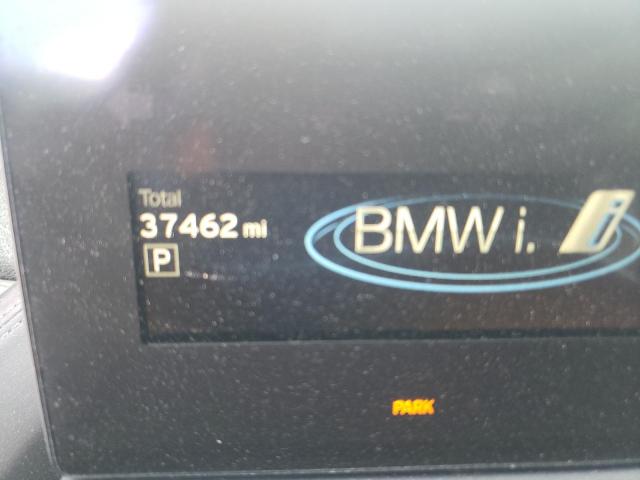 Total
37462 mi
P
BMW i. i
PARK